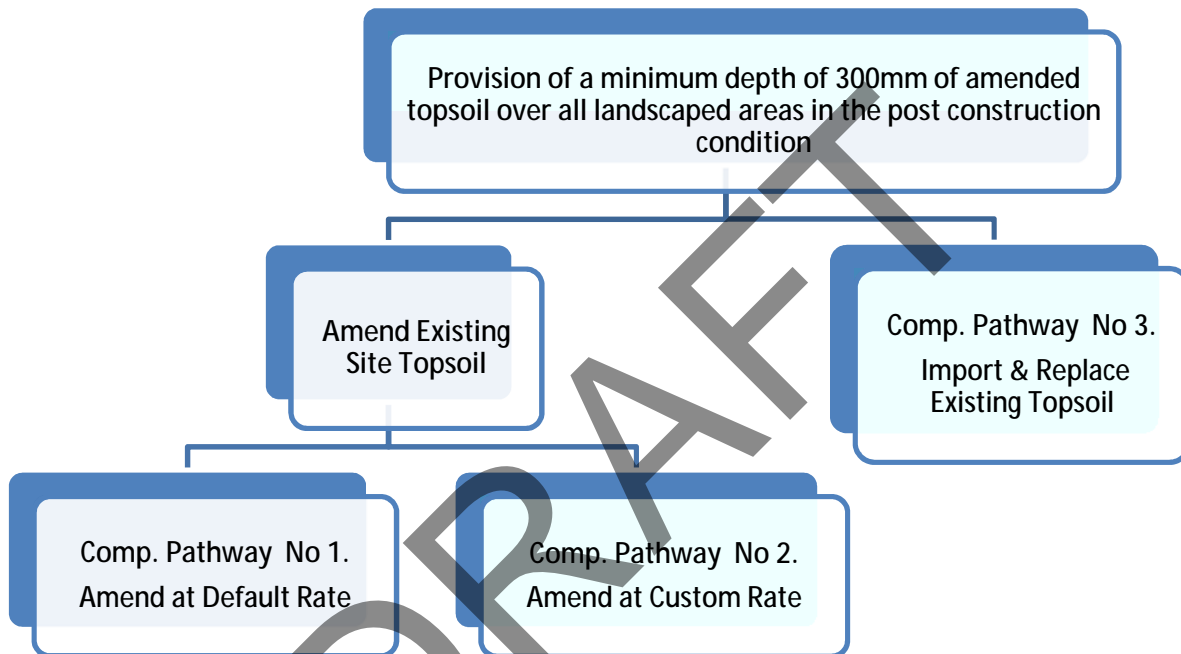 Provision of a minimum depth of 300mm of amended
topsoil over all landscaped areas in the post construction
condition
Amend Existing
Site Topsoil
Comp. Pathway No 3.
Import & Replace
Existing Topsoil
Comp. Pathway No 1.
Amend at Default Rate
Comp. Pathway No 2.
Amend at Custom Rate
DRAFT